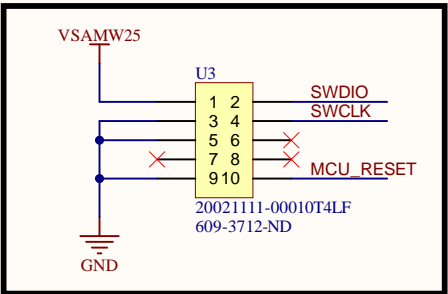 VSAMW25
U3
1 2 SWDIO
3 4 SWCLK
5 6
7 8
9 10 MCU_RESET
20021111-00010T4LF
609-3712-ND
GND